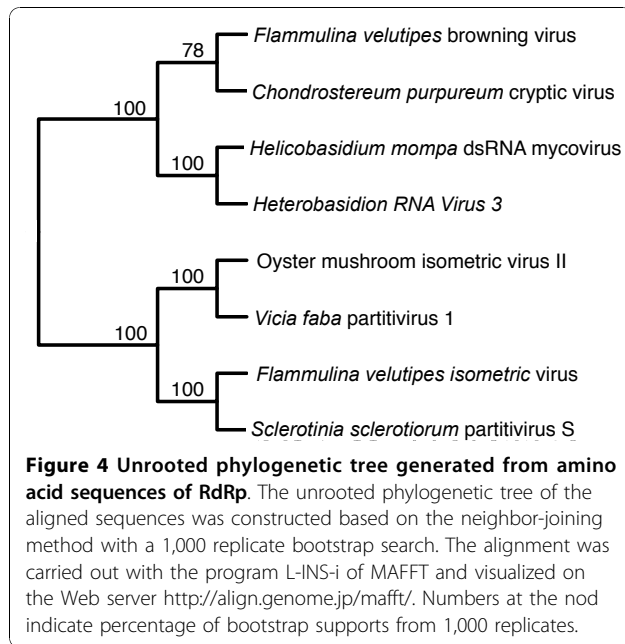 78
Flammulina velutipes browning virus
Chondrostereum purpureum cryptic virus
100
100
Helicobasidium mompa dsRNA mycovirus
Heterobasidion RNA Virus 3
100
Oyster mushroom isometric virus II
Vicia faba partitivirus 1
100
100
Flammulina velutipes isometric virus
Sclerotinia sclerotiorum partitivirus S
Figure 4 Unrooted phylogenetic tree generated from amino
acid sequences of RdRp. The unrooted phylogenetic tree of the
aligned sequences was constructed based on the neighbor-joining
method with a 1,000 replicate bootstrap search. The alignment was
carried out with the program L-INS-i of MAFFT and visualized on
the Web server http://align.genome.jp/mafft/. Numbers at the nod
indicate percentage of bootstrap supports from 1,000 replicates.